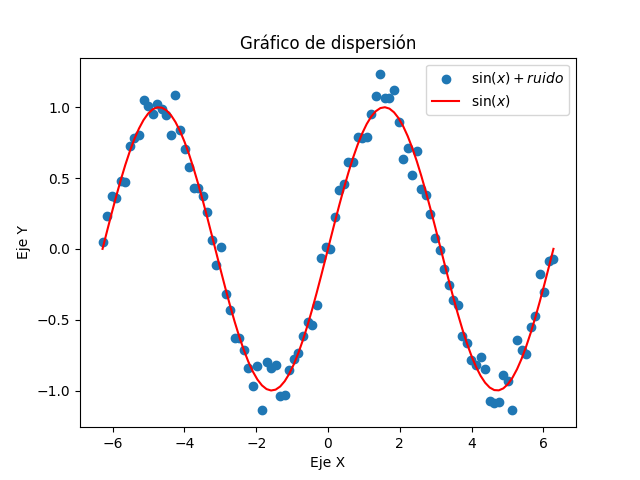 Gráfico de dispersión
sin(x) + ruido
sin(x)
Eje Y
1.0
0.5
0.0
−0.5
−1.0
−6 −4 −2 0 2 4 6
Eje X